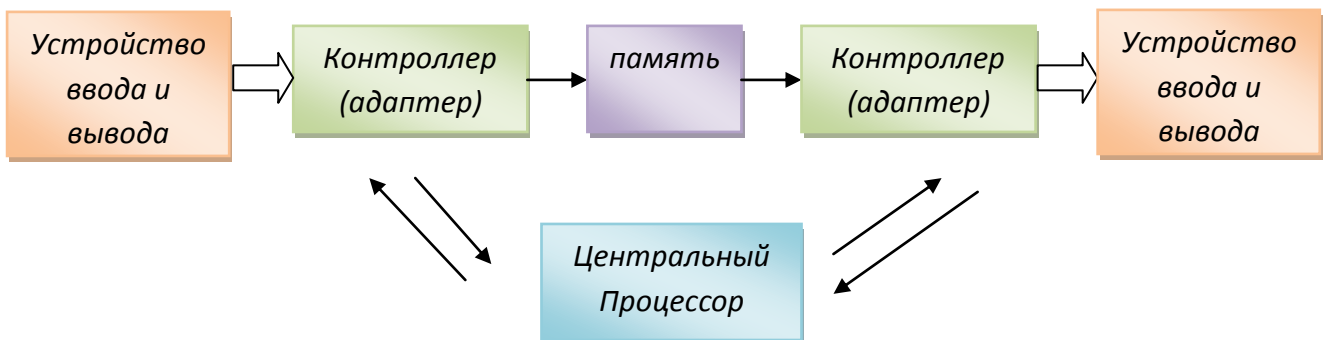 Устройство
ввода и
вывода
Контроллер
(адаптер)
память
Контроллер
(адаптер)
Устройство
ввода и
вывода
Центральный
Процессор